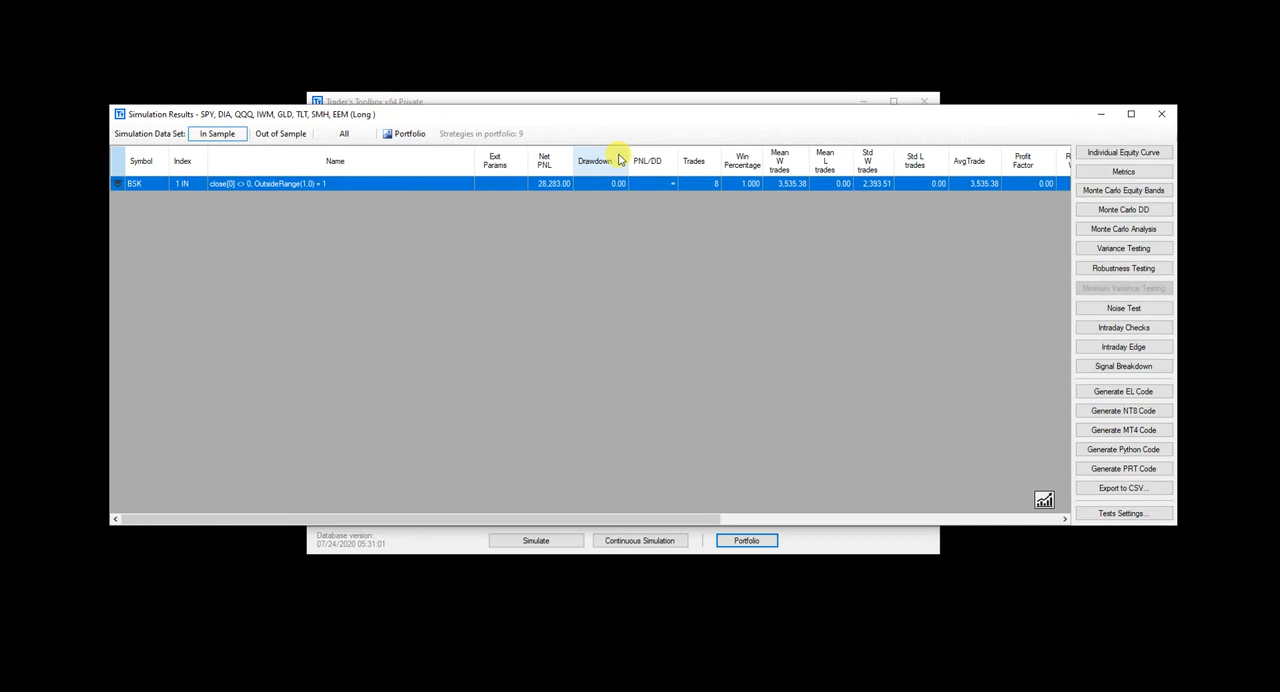 Trader's Toolbox x64 Private
Simulation Results - SPY, DIA, QQQ, IWM, GLD, TLT, SMH, EEM (Long )
Simulation Data Set: In Sample Out of Sample All Portfolio Strategies in portfolio: 9
Symbol Index Name Exit Params Net PNL Drawdown PNL/DD Trades Win Percentage Mean W trades Mean L trades Std W trades Std L trades AvgTrade Profit Factor
BSK 1 IN close[0] <> 0, OutsideRange(1,0) = 1 28,283.00 0.00 8 1.000 3,535.38 0.00 2,393.51 0.00 3,535.38 0.00
Individual Equity Curve
Metrics
Monte Carlo Equity Bands
Monte Carlo DD
Monte Carlo Analysis
Variance Testing
Robustness Testing
Minimum Variance Testing
Noise Test
Intraday Checks
Intraday Edge
Signal Breakdown
Generate EL Code
Generate NT8 Code
Generate MT4 Code
Generate Python Code
Generate PRT Code
Export to CSV...
Tests Settings...
Database version:
07/24/2020 05:31:01
Simulate Continuous Simulation Portfolio